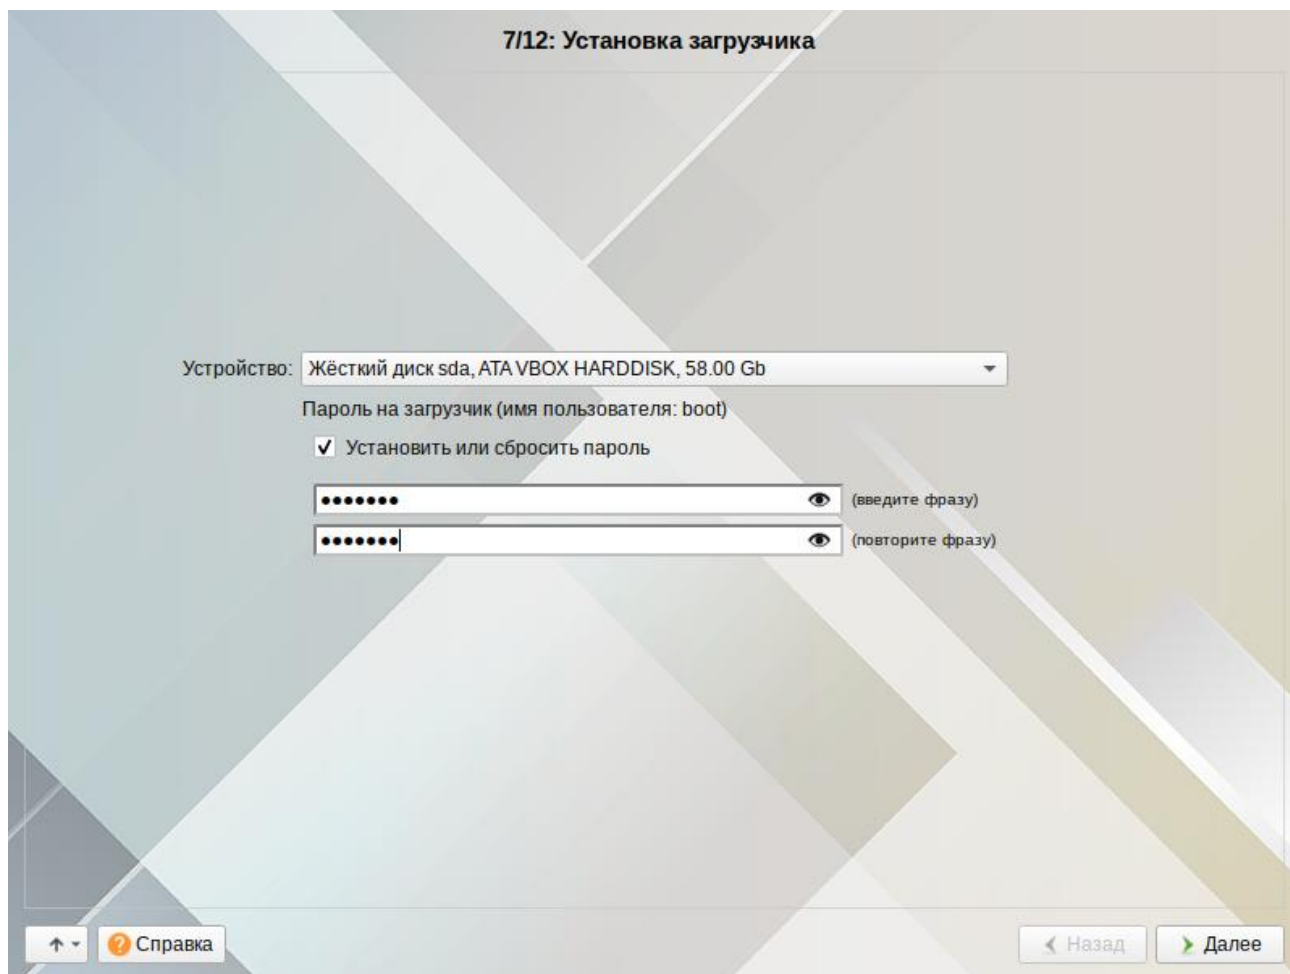 7/12: Установка загрузчика
Устройство: Жёсткий диск sda, ATA VBOX HARDDISK, 58.00 Gb
Пароль на загрузчик (имя пользователя: boot)
Установить или сбросить пароль
••••••• (введите фразу)
••••••• (повторите фразу)
Справка Назад Далее